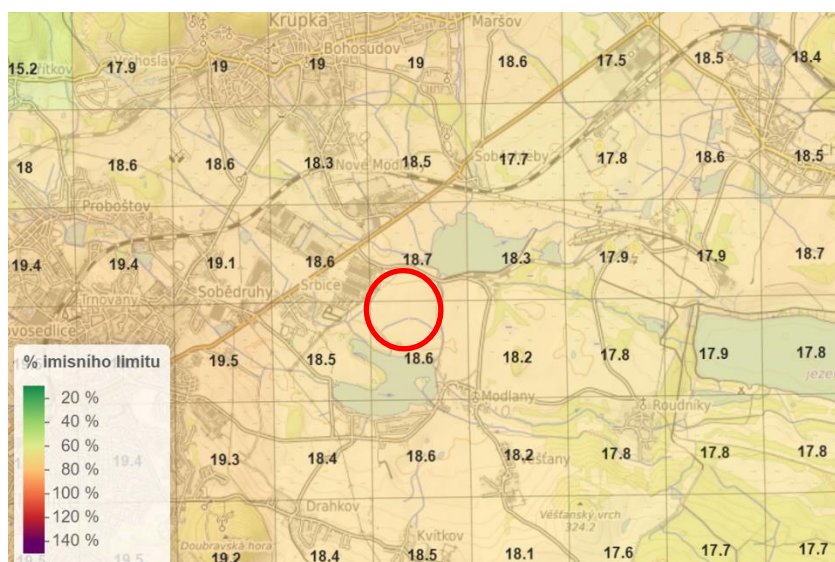 Krupka
Maršov
Bohosudov
15.2 17.9 19 19 19 18.6 17.5 18.5 18.4
18 18.6 18.6 18.3 Nové Modlany 18.5 17.7 17.8 18.6 18.5
Proboštov
19.4 19.4 19.1 18.6 18.7 18.3 17.9 17.9 18.7
Trnovany Sobědruhy Srbice
19.5 18.5 18.6 18.2 17.8 17.9 17.8
Modlany Roudníky
19.4 19.3 18.4 18.6 18.2 17.8 17.8 17.8
Věšťany
Drahkov
Věšťanský vrch
324.2
Kvítkov
Doubravská hora
19.5 19.2 18.4 18.5 18.1 17.6 17.7 17.7
% imisního limitu
20 %
40 %
60 %
80 %
100 %
120 %
140 %